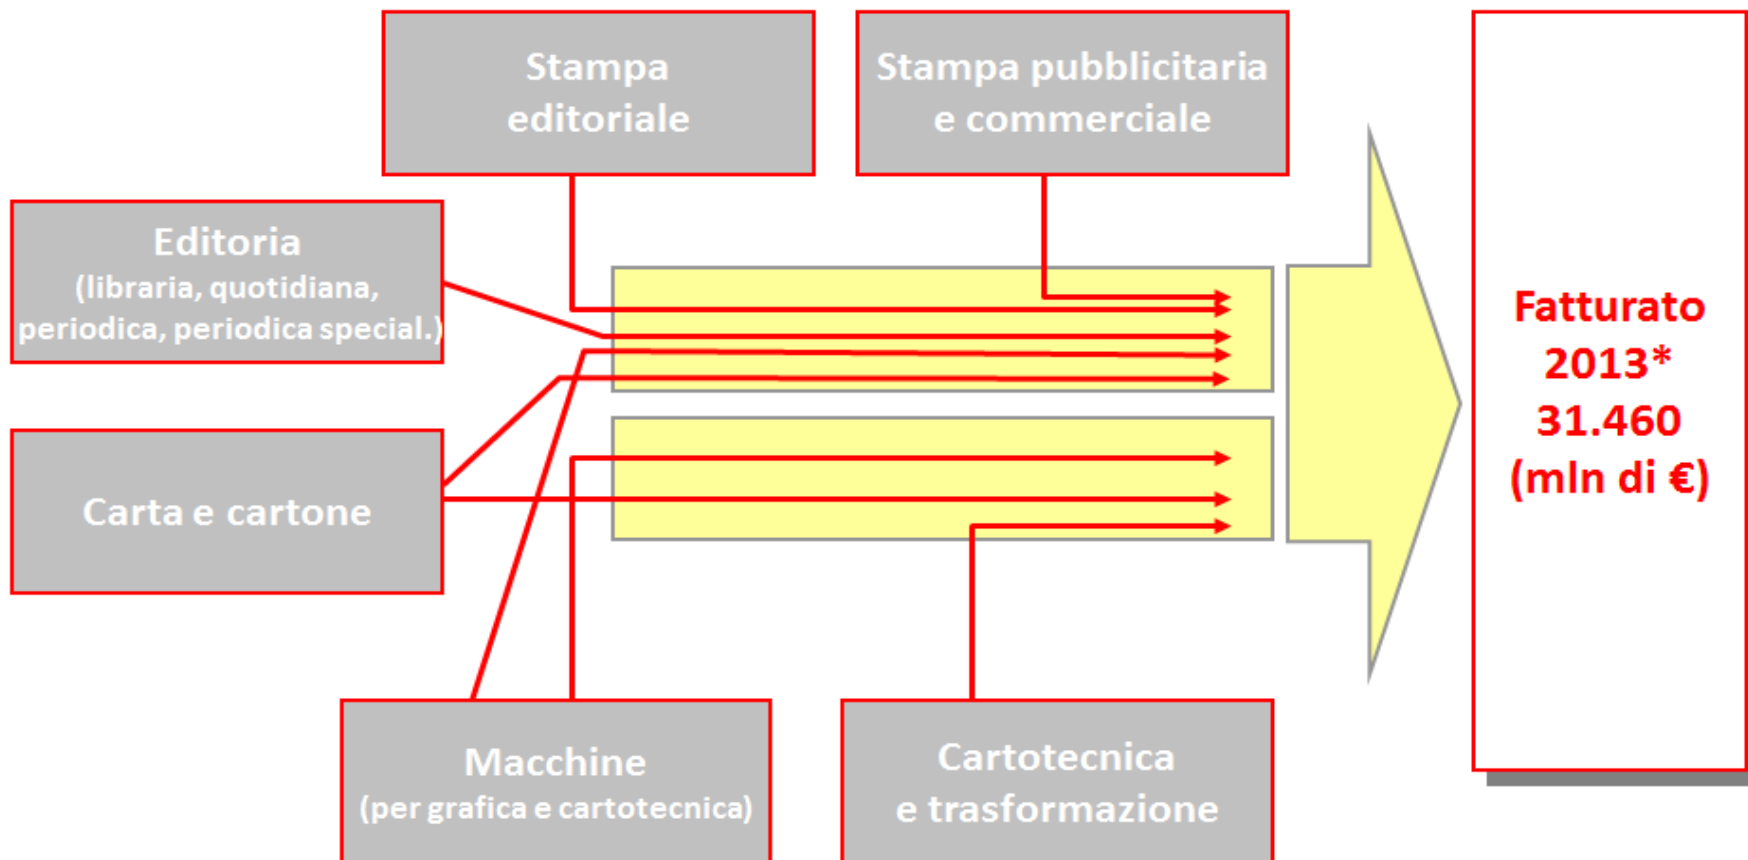 Stampa
editoriale
Stampa pubblicitaria
e commerciale
Editoria
(libraria, quotidiana,
periodica, periodica special.)
Carta e cartone
Macchine
(per grafica e cartotecnica)
Cartotecnica
e trasformazione
Fatturato
2013*
31.460
(mln di €)